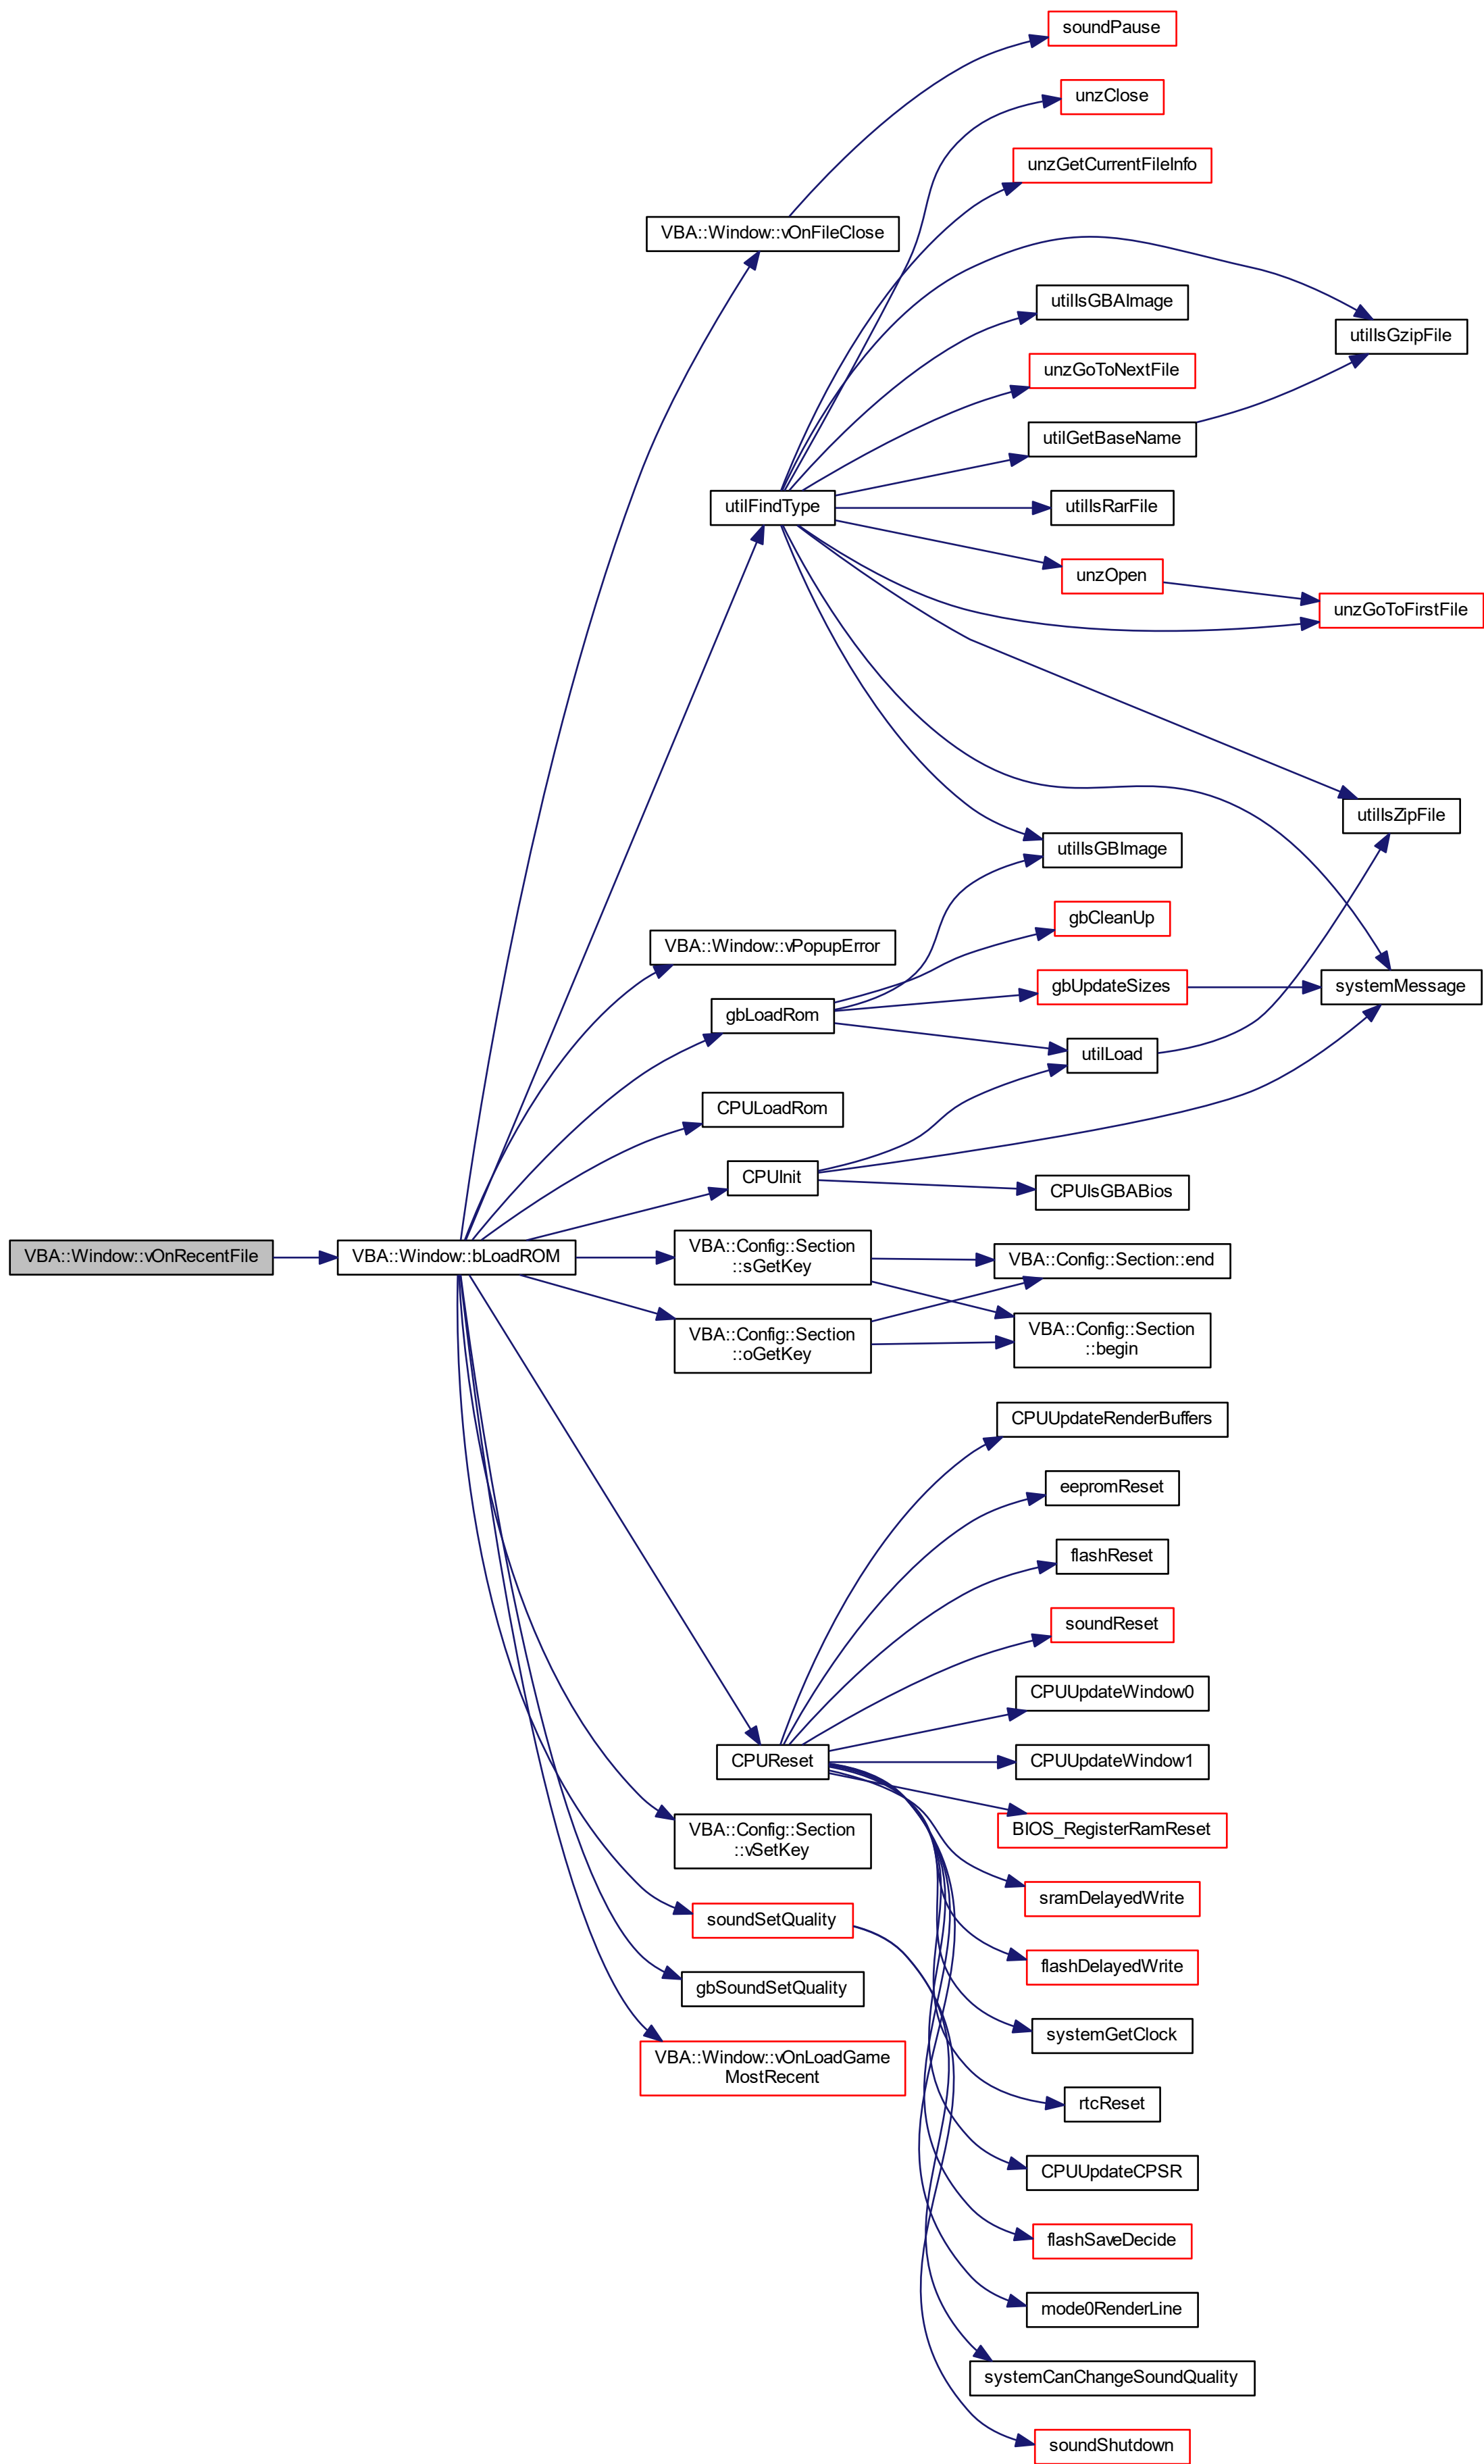 soundPause
unzClose
unzGetCurrentFileInfo
VBA::Window::vOnFileClose
utilIsGBAImage
utilIsGzipFile
unzGoToNextFile
utilGetBaseName
utilFindType
utilIsRarFile
unzOpen
unzGoToFirstFile
utilIsZipFile
utilIsGBImage
gbCleanUp
VBA::Window::vPopupError
gbUpdateSizes
systemMessage
gbLoadRom
utilLoad
CPULoadRom
CPUInit
CPUIsGBABios
VBA::Window::vOnRecentFile
VBA::Window::bLoadROM
VBA::Config::Section
::sGetKey
VBA::Config::Section::end
VBA::Config::Section
::oGetKey
VBA::Config::Section
::begin
CPUUpdateRenderBuffers
eepromReset
flashReset
soundReset
CPUUpdateWindow0
CPUReset
CPUUpdateWindow1
BIOS_RegisterRamReset
VBA::Config::Section
::vSetKey
sramDelayedWrite
soundSetQuality
flashDelayedWrite
gbSoundSetQuality
systemGetClock
VBA::Window::vOnLoadGame
MostRecent
rtcReset
CPUUpdateCPSR
flashSaveDecide
mode0RenderLine
systemCanChangeSoundQuality
soundShutdown